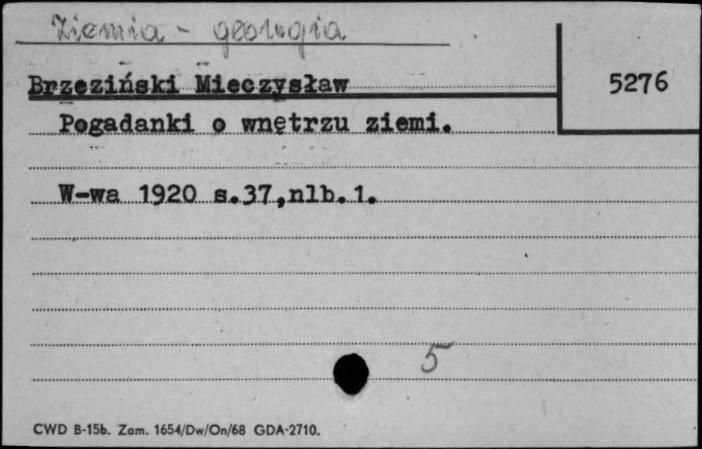 Ziemia - geologia
Brzeziński Mieczysław
5276
Pogadanki o wnętrzu ziemi.
W-wa 1920 s.37,nlb.1.
5
CWD B-15b. Zam. 1654/Dw/On/68 GDA-2710.